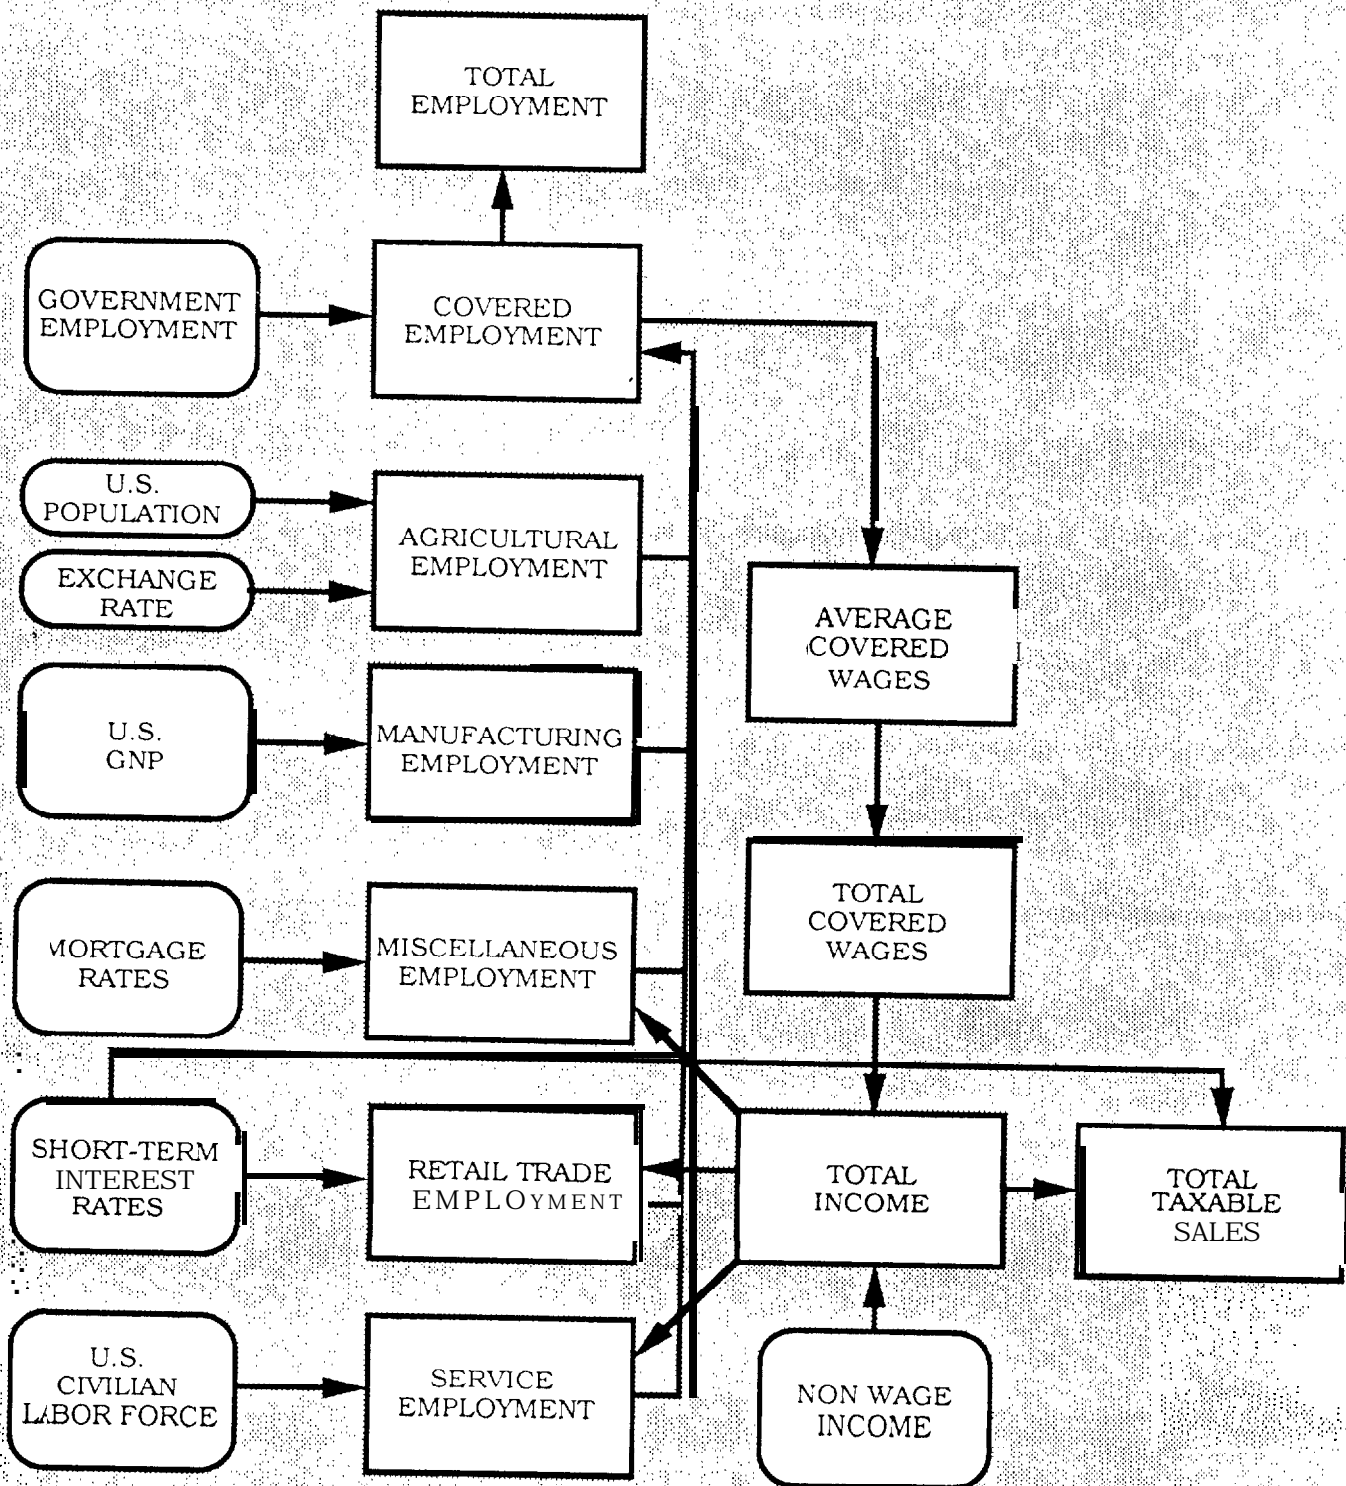 TOTAL
EMPLOYMENT
GOVERNMENT
EMPLOYMENT
COVERED
EMPLOYMENT
U.S.
POPULATION
EXCHANGE
RATE
AGRICULTURAL
EMPLOYMENT
AVERAGE
COVERED
WAGES
U.S.
GNP
MANUFACTURING
EMPLOYMENT
TOTAL
COVERED
WAGES
MORTGAGE
RATES
MISCELLANEOUS
EMPLOYMENT
SHORT-TERM
INTEREST
RATES
RETAIL TRADE
EMPLOYMENT
TOTAL
INCOME
TOTAL
TAXABLE
SALES
U.S.
CIVILIAN
LABOR FORCE
SERVICE
EMPLOYMENT
NON WAGE
INCOME